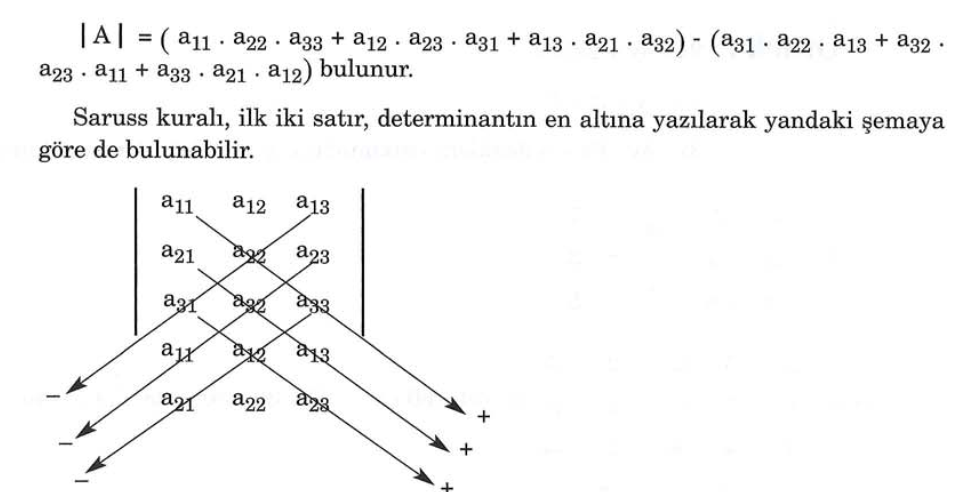 |A| = ( a₁₁ . a₂₂ . a₃₃ + a₁₂ . a₂₃ . a₃₁ + a₁₃ . a₂₁ . a₃₂) - (a₃₁ . a₂₂ . a₁₃ + a₃₂ .
a₂₃ . a₁₁ + a₃₃ . a₂₁ . a₁₂) bulunur.
Saruss kuralı, ilk iki satır, determinantın en altına yazılarak yandaki şemaya
göre de bulunabilir.
a₁₁ a₁₂ a₁₃
a₂₁ a₂₂ a₂₃
a₃₁ a₃₂ a₃₃
a₁₁ a₁₂ a₁₃
– a₂₁ a₂₂ a₂₃ +
– +
– +